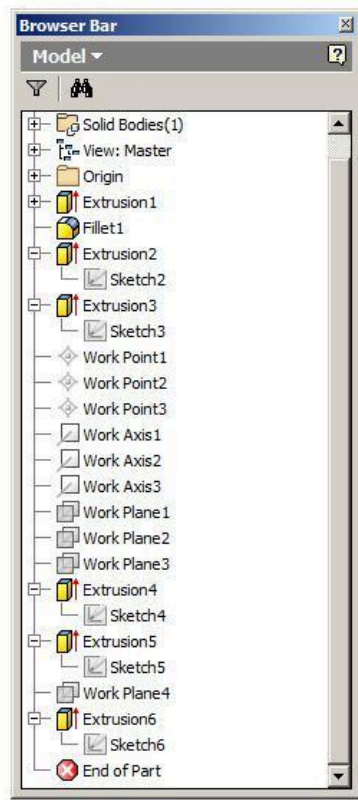 Browser Bar
Model
Solid Bodies(1)
View: Master
Origin
Extrusion1
Fillet1
Extrusion2
Sketch2
Extrusion3
Sketch3
Work Point1
Work Point2
Work Point3
Work Axis1
Work Axis2
Work Axis3
Work Plane1
Work Plane2
Work Plane3
Extrusion4
Sketch4
Extrusion5
Sketch5
Work Plane4
Extrusion6
Sketch6
End of Part